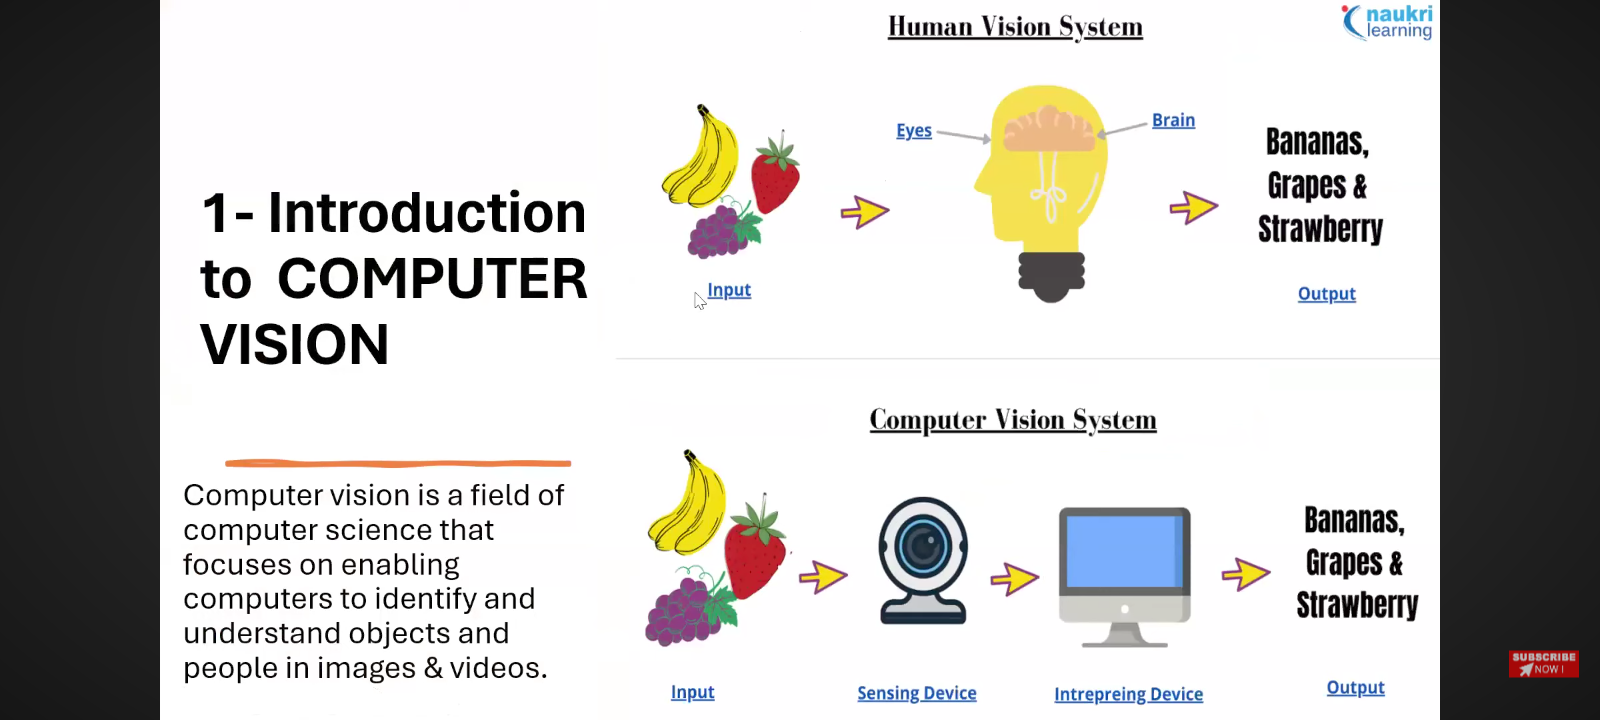 1- Introduction
to COMPUTER
VISION
Computer vision is a field of
computer science that
focuses on enabling
computers to identify and
understand objects and
people in images & videos.
Human Vision System
naukri
learning
Eyes
Brain
Bananas,
Grapes &
Strawberry
Input
Output
Computer Vision System
Bananas,
Grapes &
Strawberry
Input
Sensing Device
Intrepreing Device
Output
SUBSCRIBE
NOW !